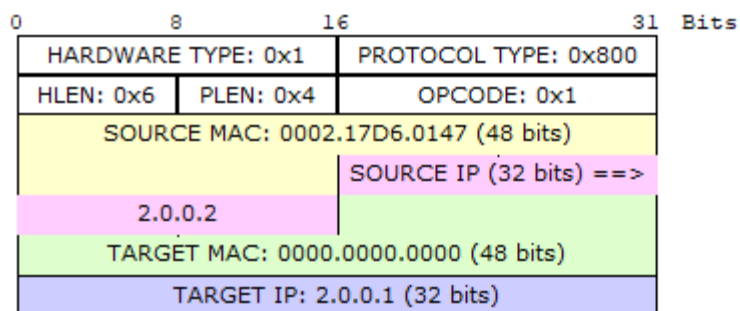 0 8 16 31 Bits
HARDWARE TYPE: 0x1 PROTOCOL TYPE: 0x800
HLEN: 0x6 PLEN: 0x4 OPCODE: 0x1
SOURCE MAC: 0002.17D6.0147 (48 bits)
SOURCE IP (32 bits) ==>
2.0.0.2
TARGET MAC: 0000.0000.0000 (48 bits)
TARGET IP: 2.0.0.1 (32 bits)